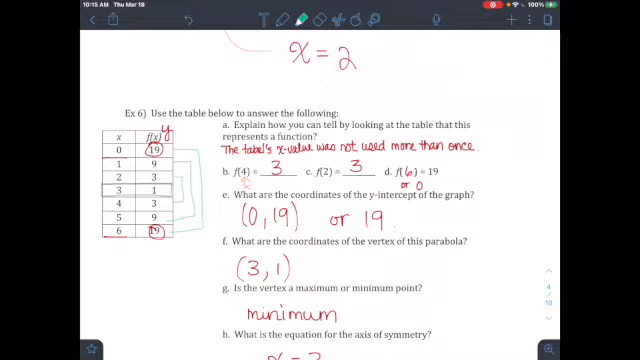 10:15 AM Thu Mar 18
100%
x = 2
Ex 6) Use the table below to answer the following:
x f(x) y
0 19
1 9
2 3
3 1
4 3
5 9
6 19
a. Explain how you can tell by looking at the table that this
represents a function?
The tabel's x-value was not used more than once.
b. f(4) = 3 c. f(2) = 3 d. f(6) = 19
or 0
e. What are the coordinates of the y-intercept of the graph?
(0, 19) or 19
f. What are the coordinates of the vertex of this parabola?
(3, 1)
g. Is the vertex a maximum or minimum point?
minimum
h. What is the equation for the axis of symmetry?
x = 3
4
of
10